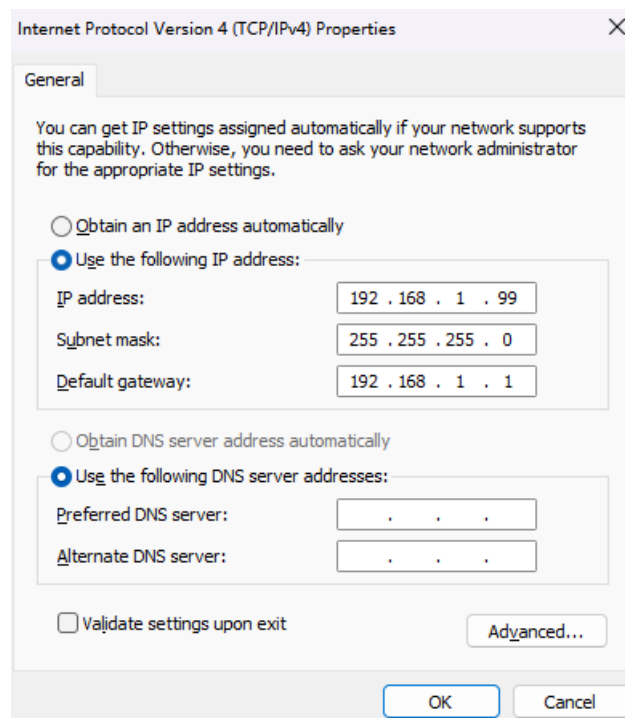 Internet Protocol Version 4 (TCP/IPv4) Properties
General
You can get IP settings assigned automatically if your network supports
this capability. Otherwise, you need to ask your network administrator
for the appropriate IP settings.
Obtain an IP address automatically
Use the following IP address:
IP address: 192 . 168 . 1 . 99
Subnet mask: 255 . 255 . 255 . 0
Default gateway: 192 . 168 . 1 . 1
Obtain DNS server address automatically
Use the following DNS server addresses:
Preferred DNS server: . . .
Alternate DNS server: . . .
Validate settings upon exit
Advanced...
OK Cancel